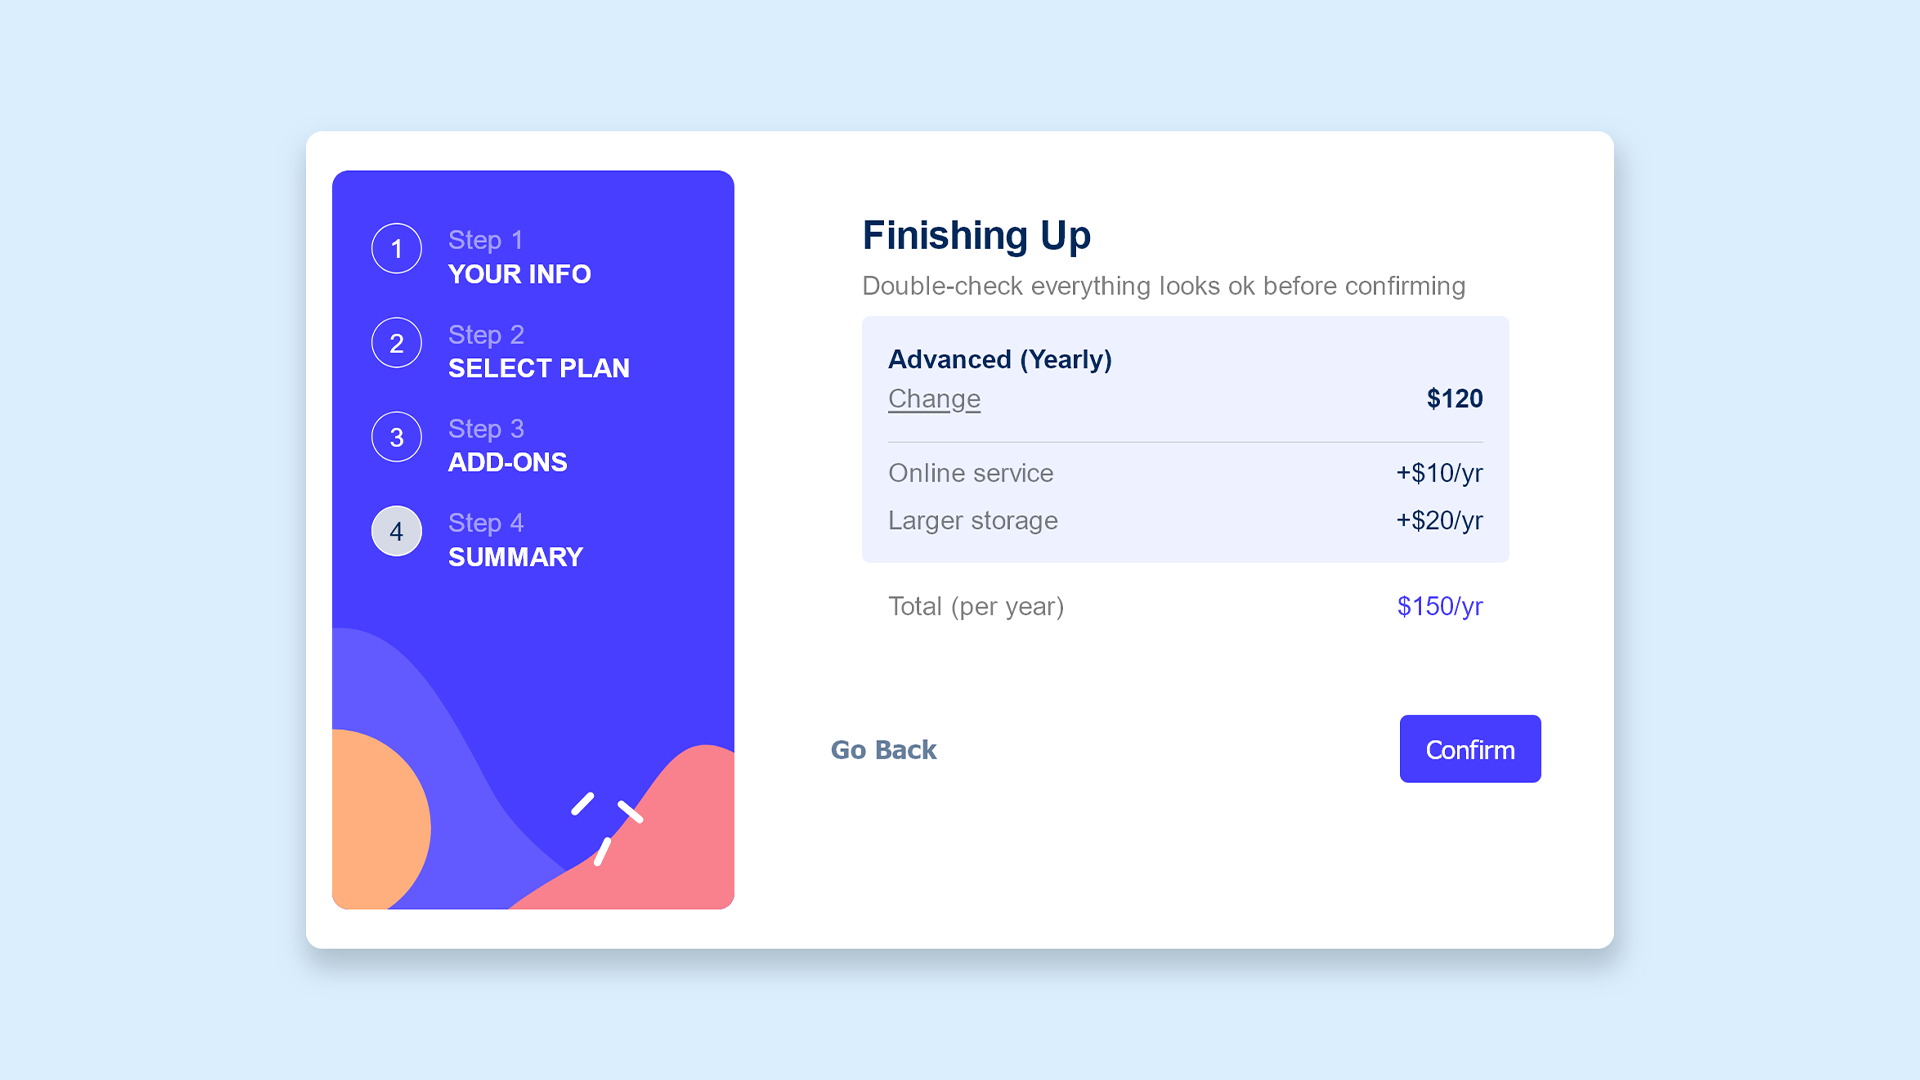 1
Step 1
YOUR INFO
2
Step 2
SELECT PLAN
3
Step 3
ADD-ONS
4
Step 4
SUMMARY
Finishing Up
Double-check everything looks ok before confirming
Advanced (Yearly)
Change $120
Online service +$10/yr
Larger storage +$20/yr
Total (per year) $150/yr
Go Back Confirm